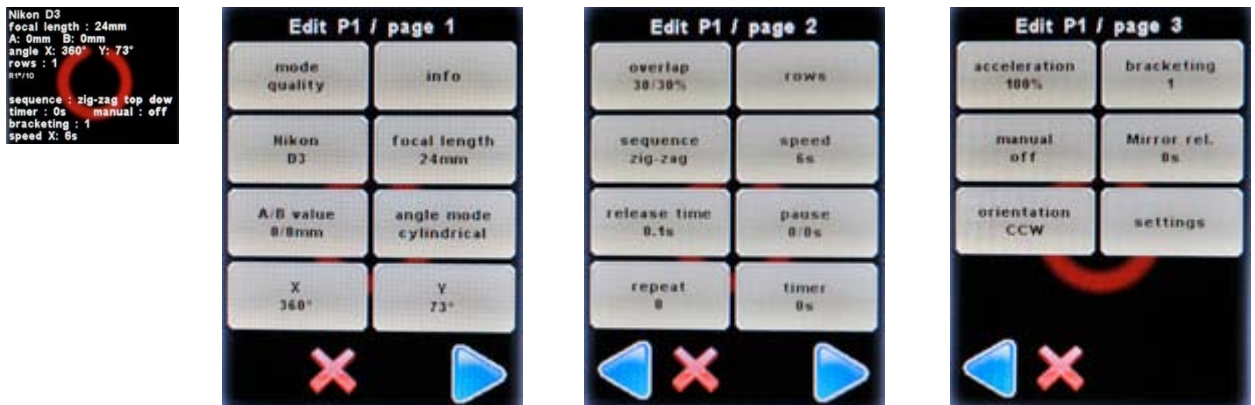 Nikon D3
focal length : 24mm
A: 0mm B: 0mm
angle X: 360° Y: 73°
rows : 1
R1°/10
sequence : zig-zag top dow
timer : 0s manual : off
bracketing : 1
speed X: 6s
Edit P1 / page 1
mode
quality
info
Nikon
D3
focal length
24mm
A/B value
0/0mm
angle mode
cylindrical
X
360°
Y
73°
Edit P1 / page 2
overlap
30/30%
rows
sequence
zig-zag
speed
6s
release time
0.1s
pause
0/0s
repeat
0
timer
0s
Edit P1 / page 3
acceleration
100%
bracketing
1
manual
off
Mirror rel.
0s
orientation
CCW
settings